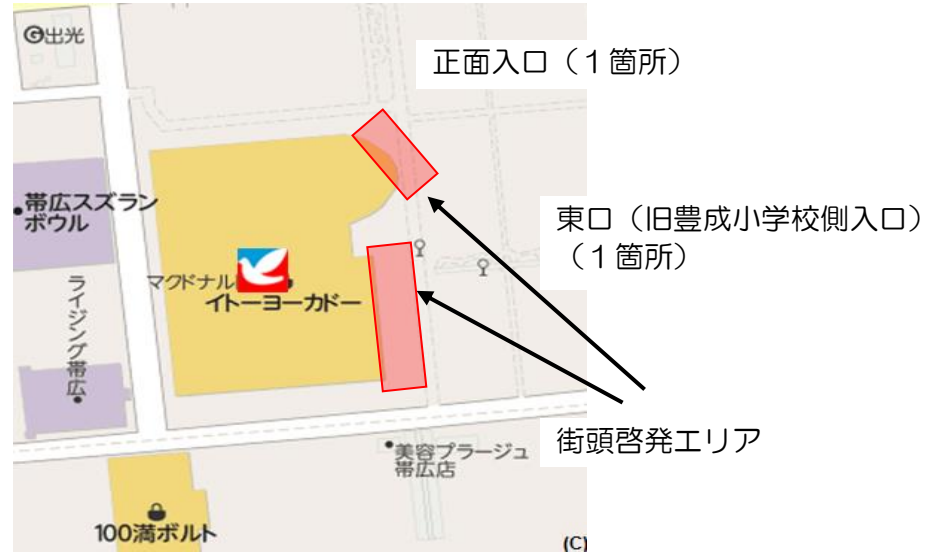 出光
正面入口（１箇所）
帯広スズラン
ボウル
東口（旧豊成小学校側入口）
（１箇所）
マクドナル
イトーヨーカドー
ライジング帯広
街頭啓発エリア
美容プラージュ
帯広店
100満ボルト
(C)